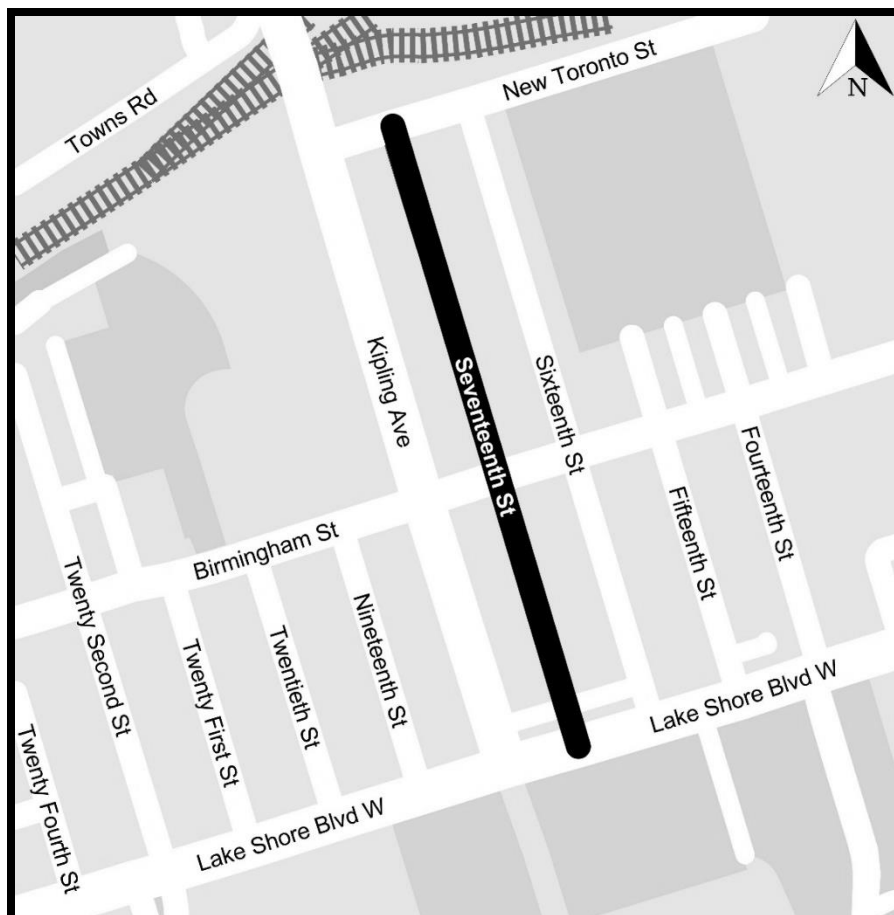 New Toronto St
Towns Rd
N
Kipling Ave
Seventeenth St
Sixteenth St
Fourteenth St
Fifteenth St
Birmingham St
Twenty Second St
Nineteenth St
Twentieth St
Twenty First St
Lake Shore Blvd W
Twenty Fourth St
Lake Shore Blvd W